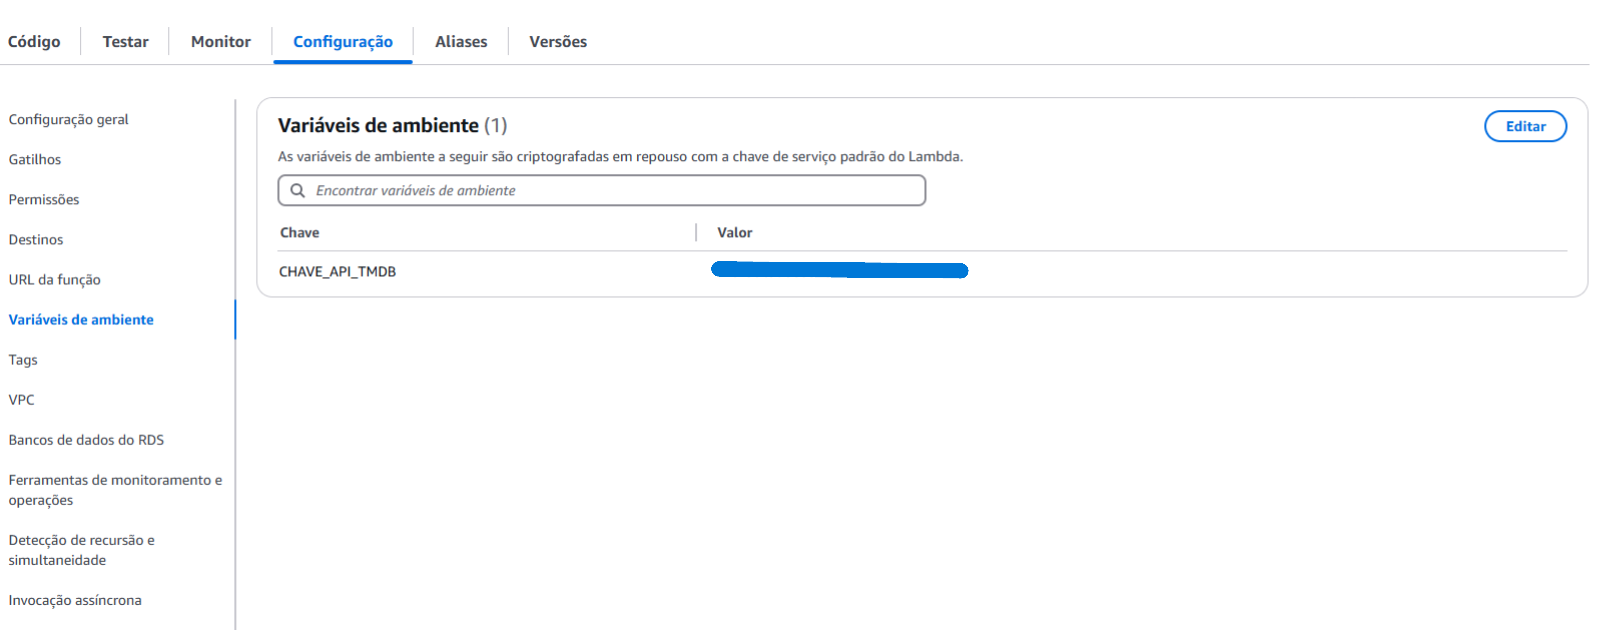 Código
Testar
Monitor
Configuração
Aliases
Versões
Configuração geral
Gatilhos
Permissões
Destinos
URL da função
Variáveis de ambiente
Tags
VPC
Bancos de dados do RDS
Ferramentas de monitoramento e
operações
Detecção de recursão e
simultaneidade
Invocação assíncrona
Variáveis de ambiente (1)
Editar
As variáveis de ambiente a seguir são criptografadas em repouso com a chave de serviço padrão do Lambda.
Encontrar variáveis de ambiente
Chave
Valor
CHAVE_API_TMDB